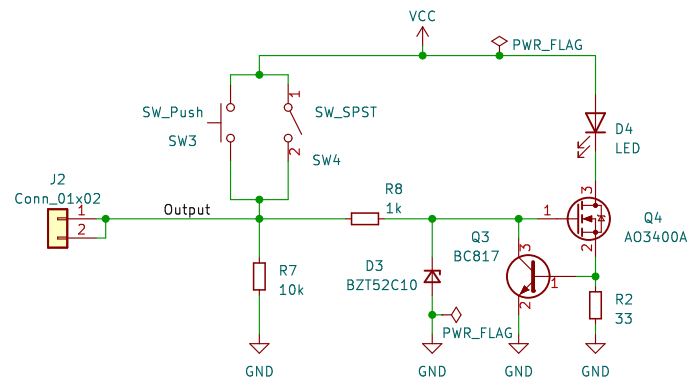 VCC
PWR_FLAG
SW_Push
SW3
1
2
SW_SPST
SW4
D4
LED
J2
Conn_01x02
1
2
Output
R8
1k
1
3
2
Q4
AO3400A
Q3
BC817
3
1
2
D3
BZT52C10
R7
10k
R2
33
PWR_FLAG
GND
GND
GND
GND